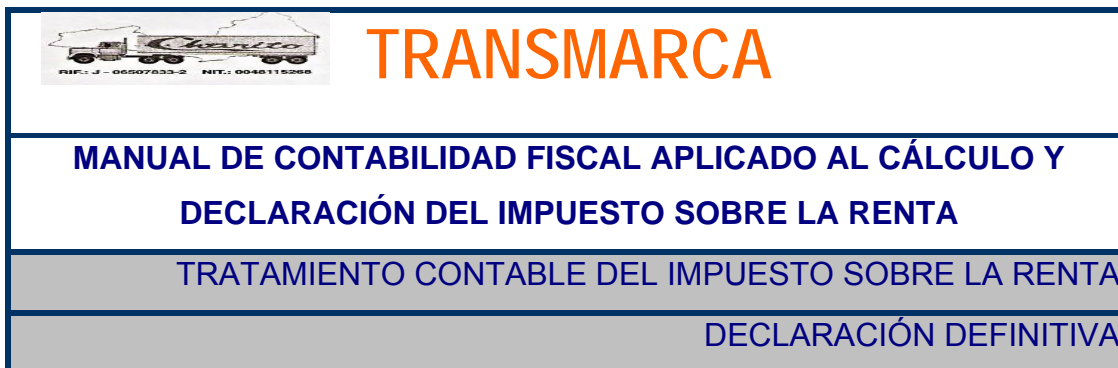 Charito
TRANSMARCA
RIF.: J - 06507833-2 NIT.: 0048115268
MANUAL DE CONTABILIDAD FISCAL APLICADO AL CÁLCULO Y
DECLARACIÓN DEL IMPUESTO SOBRE LA RENTA
TRATAMIENTO CONTABLE DEL IMPUESTO SOBRE LA RENTA
DECLARACIÓN DEFINITIVA